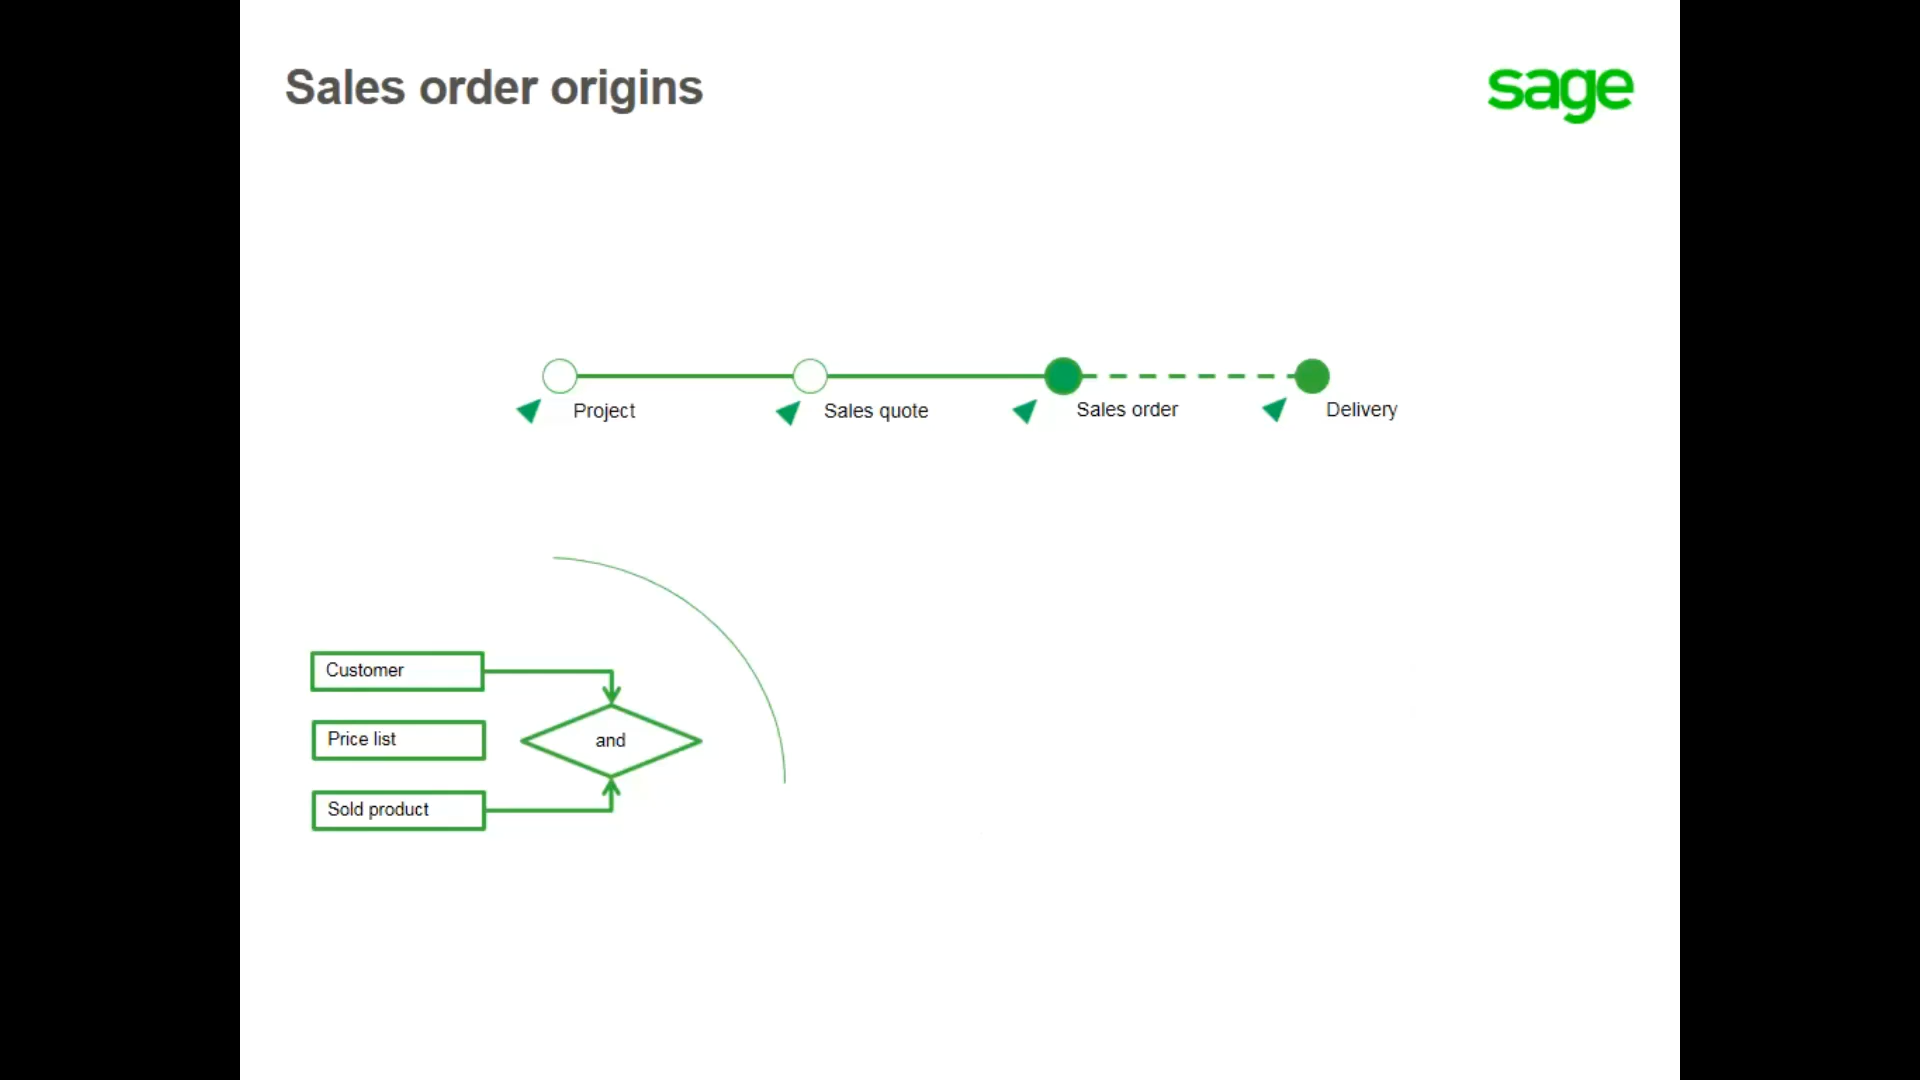 Sales order origins
sage
Project
Sales quote
Sales order
Delivery
Customer
Price list
and
Sold product